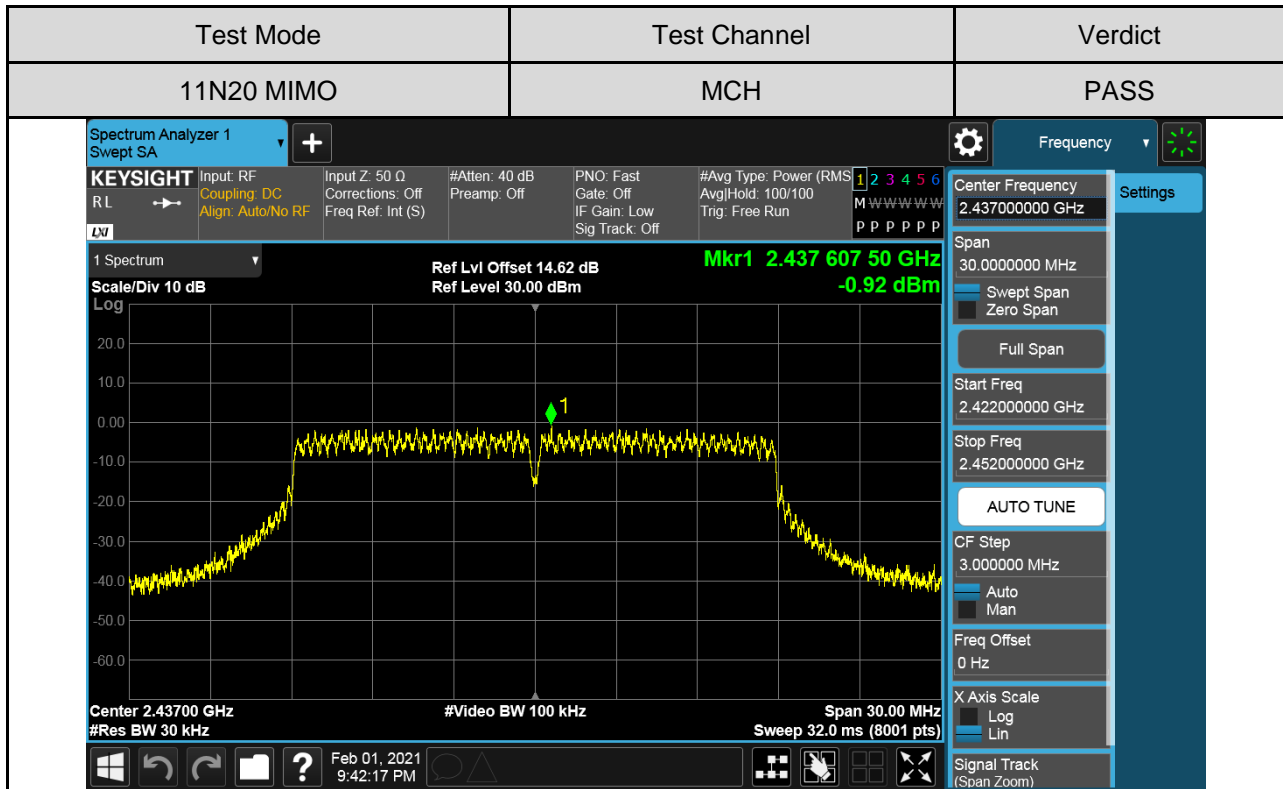 Test Mode Test Channel Verdict
11N20 MIMO MCH PASS
Spectrum Analyzer 1
Swept SA
+
Frequency
KEYSIGHT
RL
LXI
Input: RF
Coupling: DC
Align: Auto/No RF
Input Z: 50 Ω
Corrections: Off
Freq Ref: Int (S)
#Atten: 40 dB
Preamp: Off
PNO: Fast
Gate: Off
IF Gain: Low
Sig Track: Off
#Avg Type: Power (RMS
Avg|Hold: 100/100
Trig: Free Run
1 2 3 4 5 6
M W W W W W
P P P P P P
1 Spectrum
Scale/Div 10 dB
Log
Ref Lvl Offset 14.62 dB
Ref Level 30.00 dBm
Mkr1 2.437 607 50 GHz
-0.92 dBm
20.0
10.0
0.00
-10.0
-20.0
-30.0
-40.0
-50.0
-60.0
1
Center 2.43700 GHz
#Res BW 30 kHz
#Video BW 100 kHz
Span 30.00 MHz
Sweep 32.0 ms (8001 pts)
Center Frequency
2.437000000 GHz
Settings
Span
30.0000000 MHz
Swept Span
Zero Span
Full Span
Start Freq
2.422000000 GHz
Stop Freq
2.452000000 GHz
AUTO TUNE
CF Step
3.000000 MHz
Auto
Man
Freq Offset
0 Hz
X Axis Scale
Log
Lin
Signal Track
(Span Zoom)
?
Feb 01, 2021
9:42:17 PM